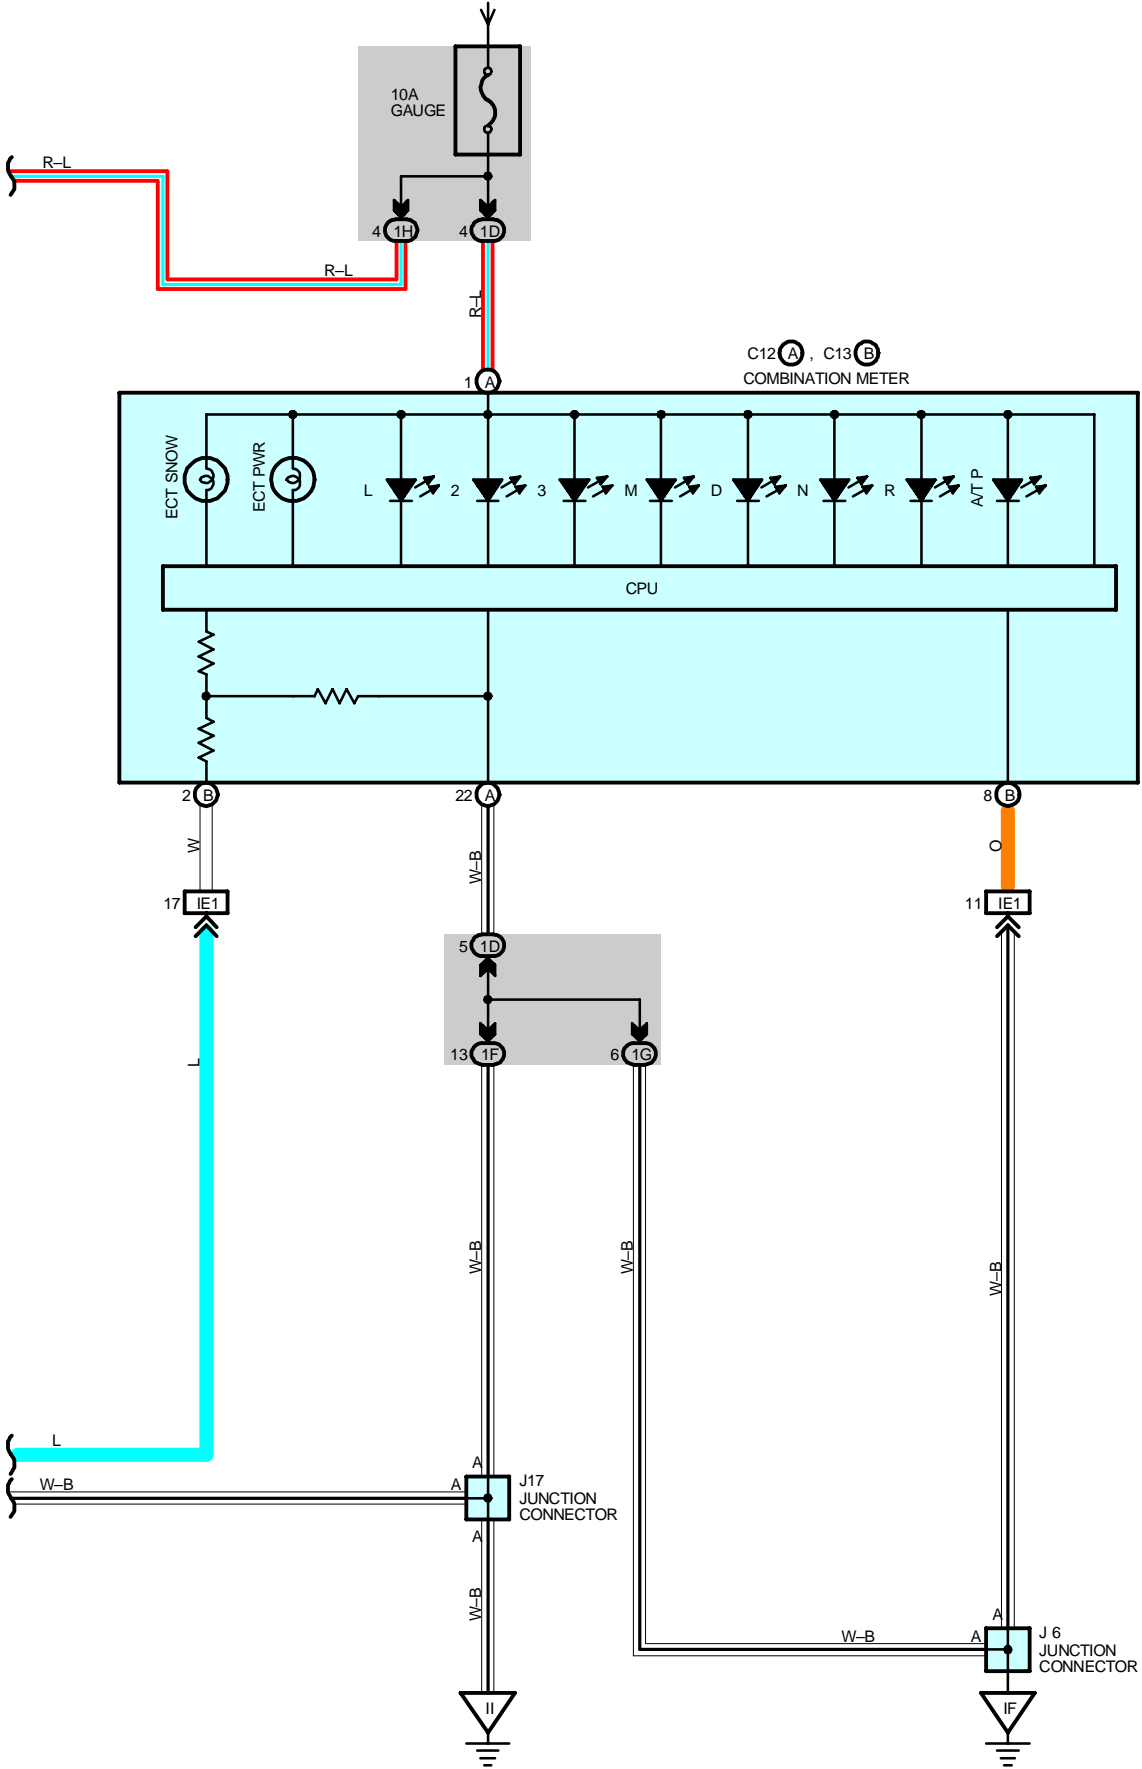 10A
GAUGE
R–L
4 1H
4 1D
R–L
R–L
C12 A , C13 B
COMBINATION METER
1 A
ECT SNOW
ECT PWR
L
2
3
M
D
N
R
A/T P
CPU
2 B
22 A
8 B
W
W–B
O
17 IE1
11 IE1
5 1D
13 1F
6 1G
L
W–B
W–B
W–B
L
W–B
A
A
J17
JUNCTION
CONNECTOR
A
W–B
A
W–B
A
J 6
JUNCTION
CONNECTOR
II
IF